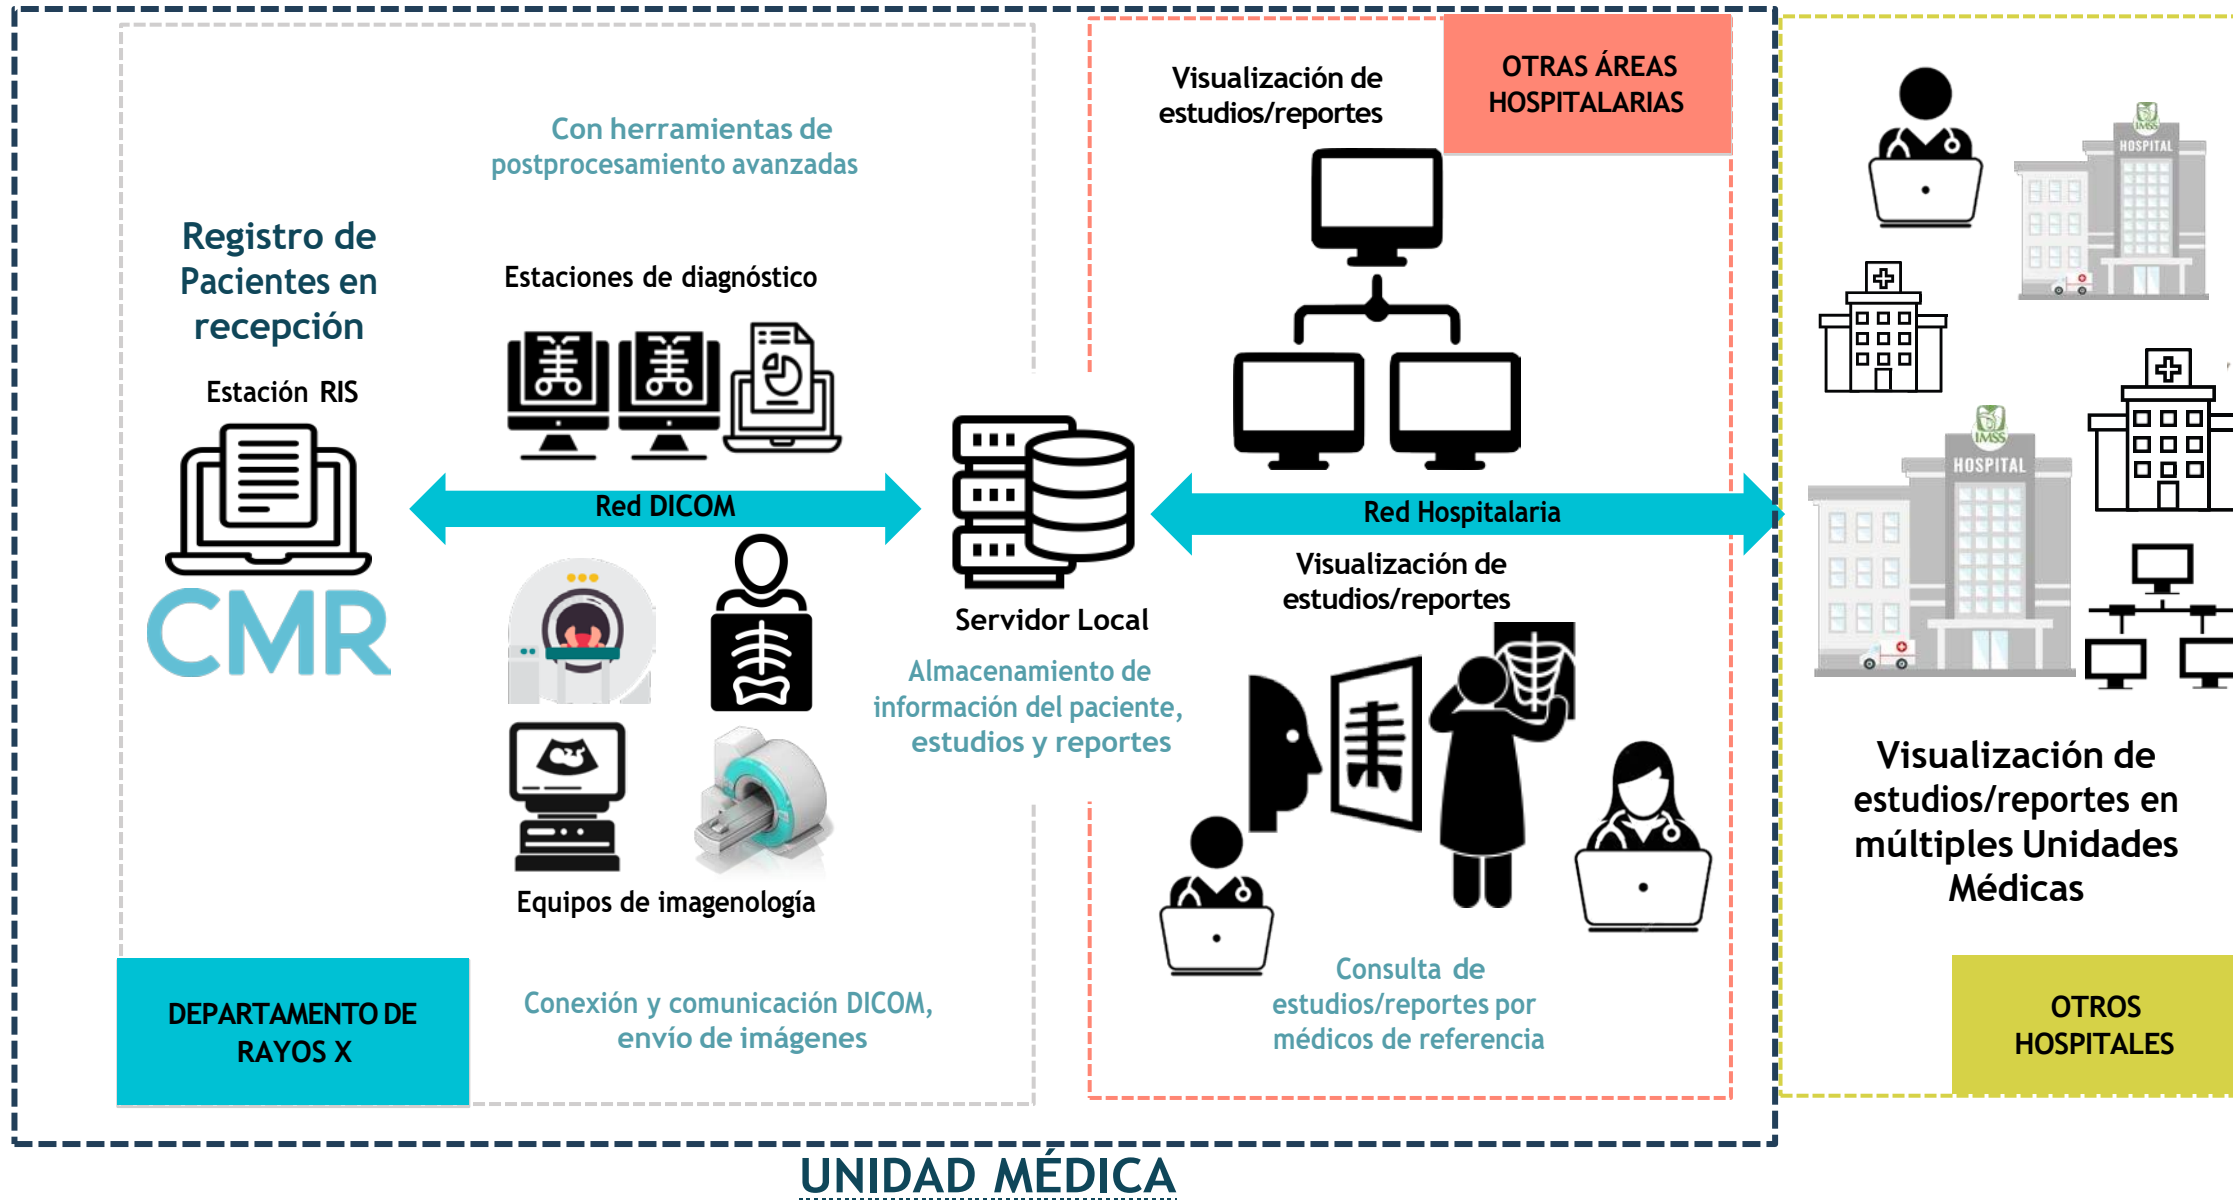 Con herramientas de
postprocesamiento avanzadas
Registro de
Pacientes en
recepción
Estación RIS
CMR
Estaciones de diagnóstico
Red DICOM
Equipos de imagenología
DEPARTAMENTO DE
RAYOS X
Conexión y comunicación DICOM,
envío de imágenes
Servidor Local
Almacenamiento de
información del paciente,
estudios y reportes
Visualización de
estudios/reportes
OTRAS ÁREAS
HOSPITALARIAS
Red Hospitalaria
Visualización de
estudios/reportes
Consulta de
estudios/reportes por
médicos de referencia
IMSS
HOSPITAL
IMSS
HOSPITAL
Visualización de
estudios/reportes en
múltiples Unidades
Médicas
OTROS
HOSPITALES
UNIDAD MÉDICA